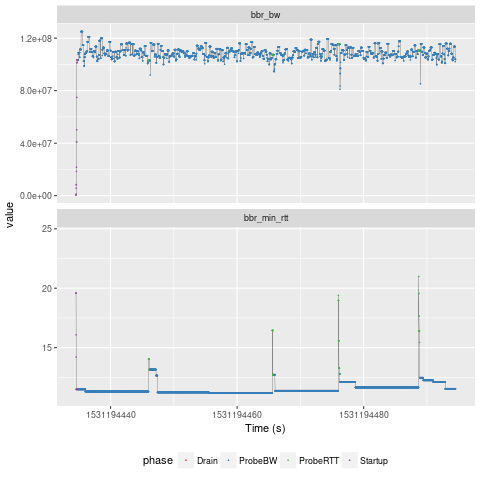 bbr_bw
1.2e+08
8.0e+07
4.0e+07
0.0e+00
value
bbr_min_rtt
25
20
15
1531194440 1531194460 1531194480
Time (s)
phase Drain ProbeBW ProbeRTT Startup